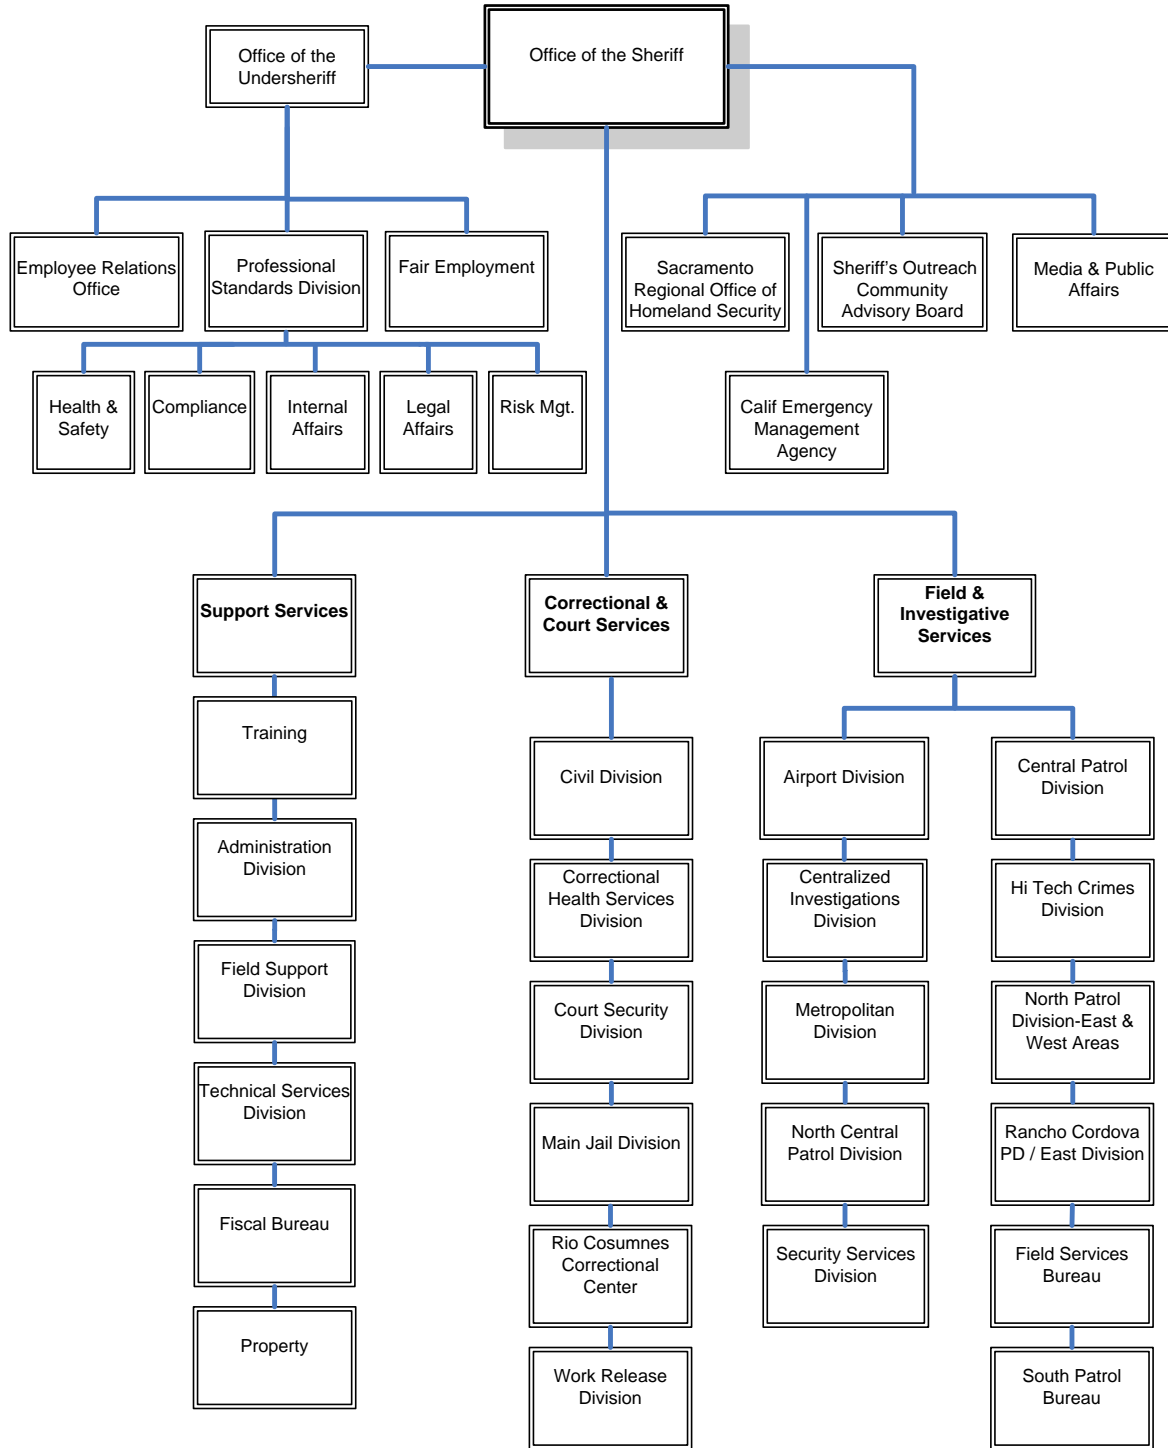 Office of the
Undersheriff
Office of the Sheriff
Employee Relations
Office
Professional
Standards Division
Fair Employment
Sacramento
Regional Office of
Homeland Security
Sheriff's Outreach
Community
Advisory Board
Media & Public
Affairs
Health &
Safety
Compliance
Internal
Affairs
Legal
Affairs
Risk Mgt.
Calif Emergency
Management
Agency
Support Services
Training
Administration
Division
Field Support
Division
Technical Services
Division
Fiscal Bureau
Property
Correctional &
Court Services
Civil Division
Correctional
Health Services
Division
Court Security
Division
Main Jail Division
Rio Cosumnes
Correctional
Center
Work Release
Division
Field &
Investigative
Services
Airport Division
Centralized
Investigations
Division
Metropolitan
Division
North Central
Patrol Division
Security Services
Division
Central Patrol
Division
Hi Tech Crimes
Division
North Patrol
Division-East &
West Areas
Rancho Cordova
PD / East Division
Field Services
Bureau
South Patrol
Bureau